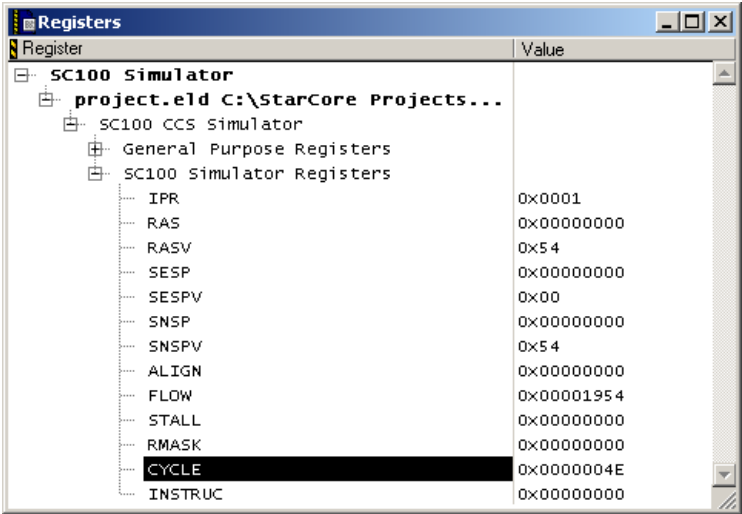 Registers
Register Value
SC100 Simulator
project.eld C:\StarCore Projects...
SC100 CCS Simulator
General Purpose Registers
SC100 Simulator Registers
IPR 0x0001
RAS 0x00000000
RASV 0x54
SESP 0x00000000
SESPV 0x00
SNSP 0x00000000
SNSPV 0x54
ALIGN 0x00000000
FLOW 0x00001954
STALL 0x00000000
RMASK 0x00000000
CYCLE 0x0000004E
INSTRUC 0x00000000